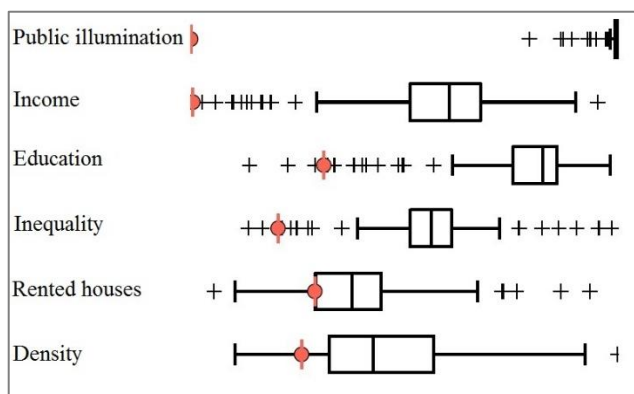 Public illumination
Income
Education
Inequality
Rented houses
Density